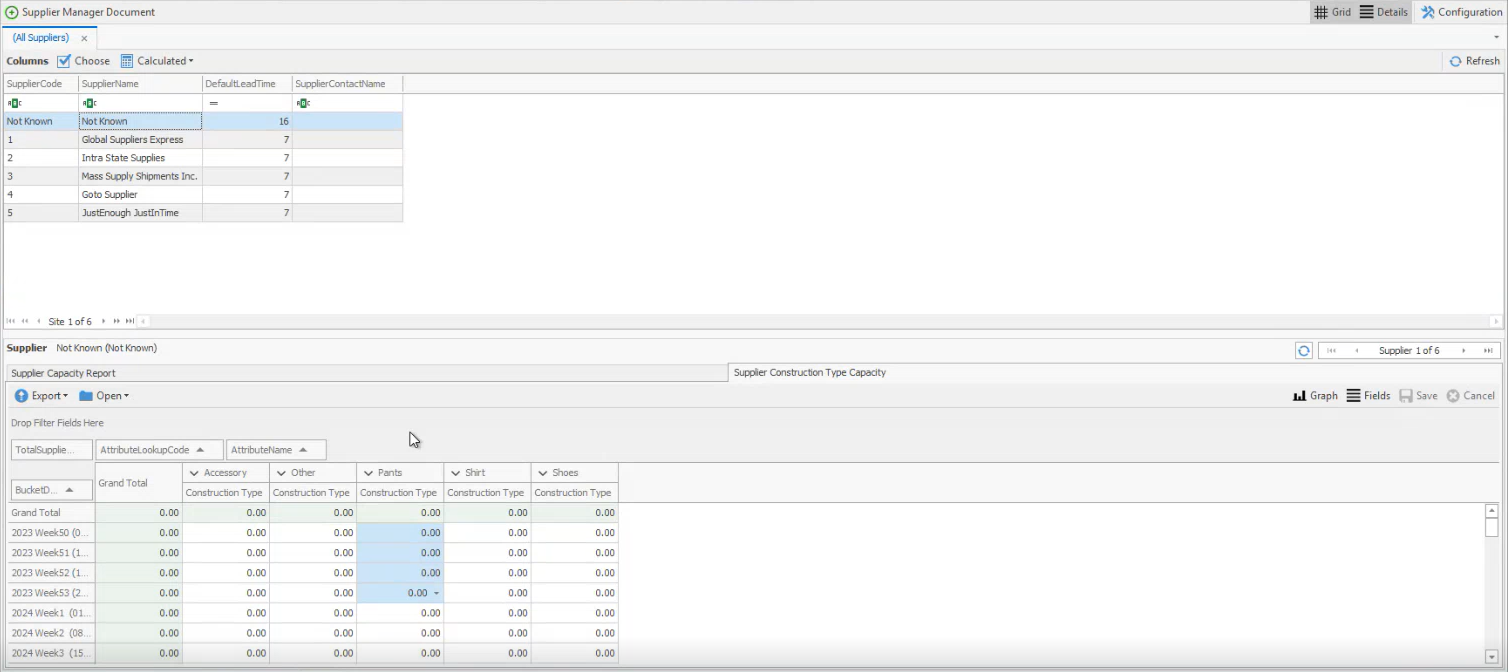 Supplier Manager Document Grid Details Configuration
(All Suppliers) ×
Columns Choose Calculated Refresh
SupplierCode SupplierName DefaultLeadTime SupplierContactName
ABC ABC = ABC
Not Known Not Known 16
1 Global Suppliers Express 7
2 Intra State Supplies 7
3 Mass Supply Shipments Inc. 7
4 Goto Supplier 7
5 JustEnough JustInTime 7
Site 1 of 6
Supplier Not Known (Not Known) Supplier 1 of 6
Supplier Capacity Report Supplier Construction Type Capacity
Export Open Graph Fields Save Cancel
Drop Filter Fields Here
TotalSupplie... AttributeLookupCode AttributeName
BucketD... Grand Total Accessory Other Pants Shirt Shoes
Construction Type Construction Type Construction Type Construction Type Construction Type
Grand Total 0.00 0.00 0.00 0.00 0.00 0.00
2023 Week50 (0... 0.00 0.00 0.00 0.00 0.00 0.00
2023 Week51 (1... 0.00 0.00 0.00 0.00 0.00 0.00
2023 Week52 (1... 0.00 0.00 0.00 0.00 0.00 0.00
2023 Week53 (2... 0.00 0.00 0.00 0.00 0.00 0.00
2024 Week1 (01... 0.00 0.00 0.00 0.00 0.00 0.00
2024 Week2 (08... 0.00 0.00 0.00 0.00 0.00 0.00
2024 Week3 (15... 0.00 0.00 0.00 0.00 0.00 0.00